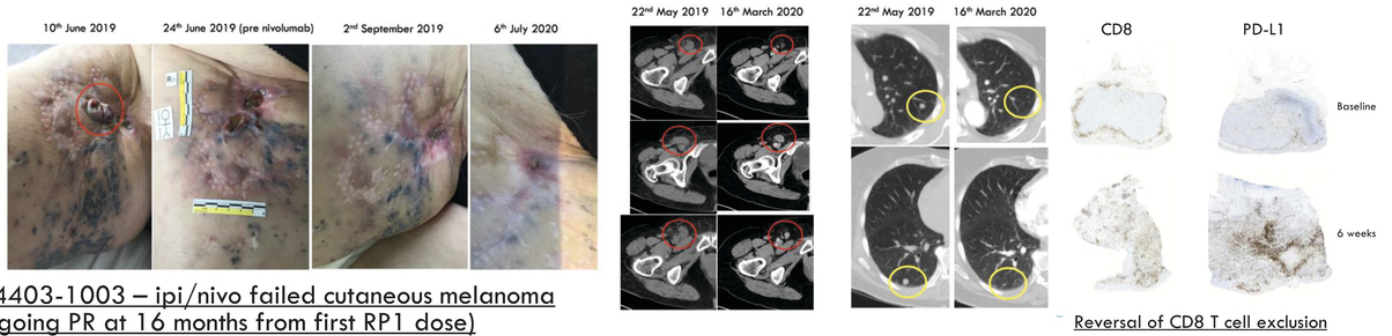 10th June 2019
24th June 2019 (pre nivolumab)
2nd September 2019
6th July 2020
22nd May 2019
16th March 2020
22nd May 2019
16th March 2020
CD8
PD-L1
Baseline
6 weeks
4403-1003 – ipi/nivo failed cutaneous melanoma
going PR at 16 months from first RP1 dose)
Reversal of CD8 T cell exclusion